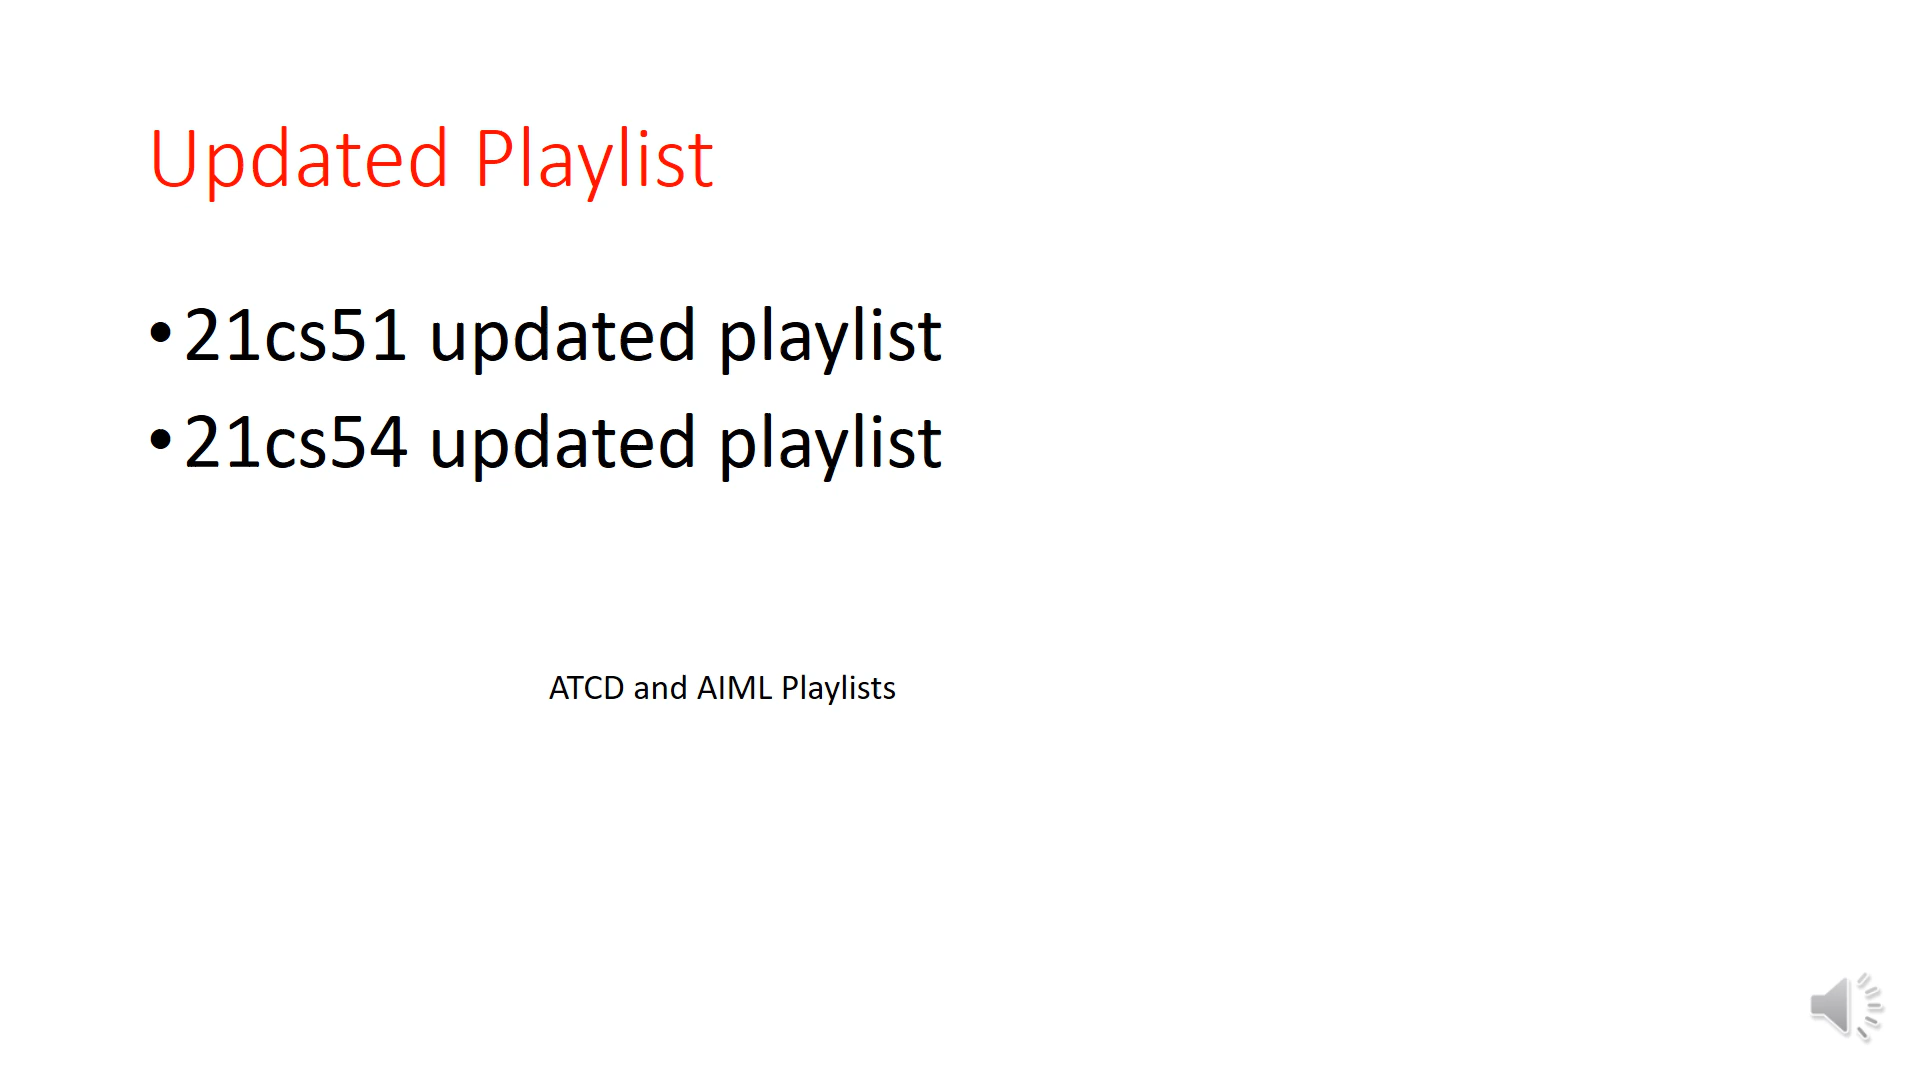 Updated Playlist
•21cs51 updated playlist
•21cs54 updated playlist
ATCD and AIML Playlists